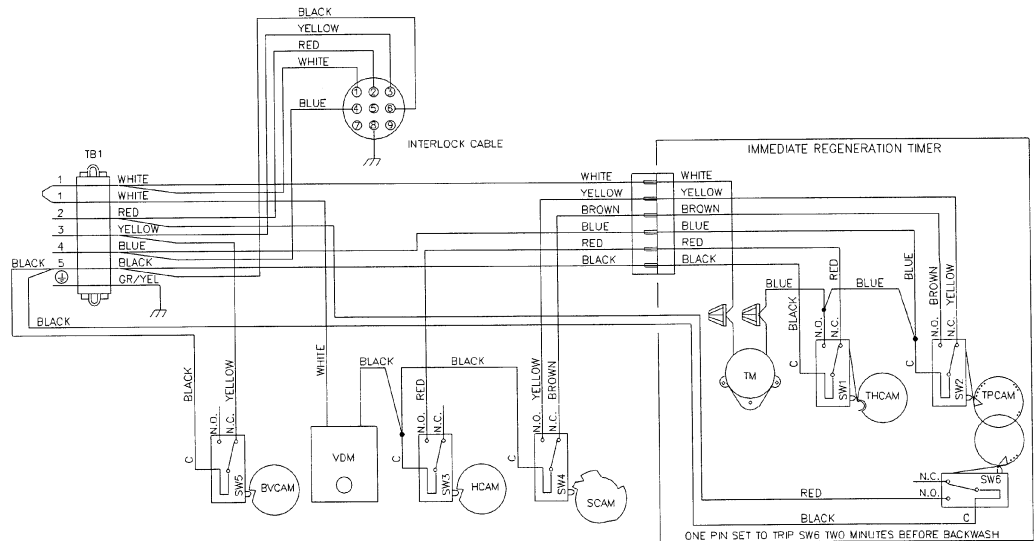 BLACK
YELLOW
RED
WHITE
1 2 3
BLUE
4 5 6
7 8 9
INTERLOCK CABLE
IMMEDIATE REGENERATION TIMER
TB1
1 WHITE
1 WHITE
2 RED
3 YELLOW
4 BLUE
BLACK 5 BLACK
GR/YEL
BLACK
WHITE WHITE
YELLOW YELLOW
BROWN BROWN
BLUE BLUE
RED RED
BLACK BLACK
BLUE
BLACK
N.O.
RED
N.C.
BLUE
BLUE
BROWN
N.O.
YELLOW
N.C.
TM
C
SW1
THCAM
C
SW2
TPCAM
BLACK
N.O.
YELLOW
N.C.
C
SW5
BVCAM
WHITE
BLACK
VDM
RED
N.O.
N.C.
BLACK
C
SW3
HCAM
YELLOW
N.O.
BROWN
N.C.
C
SW4
SCAM
N.C.
SW6
RED
N.O.
BLACK
C
ONE PIN SET TO TRIP SW6 TWO MINUTES BEFORE BACKWASH